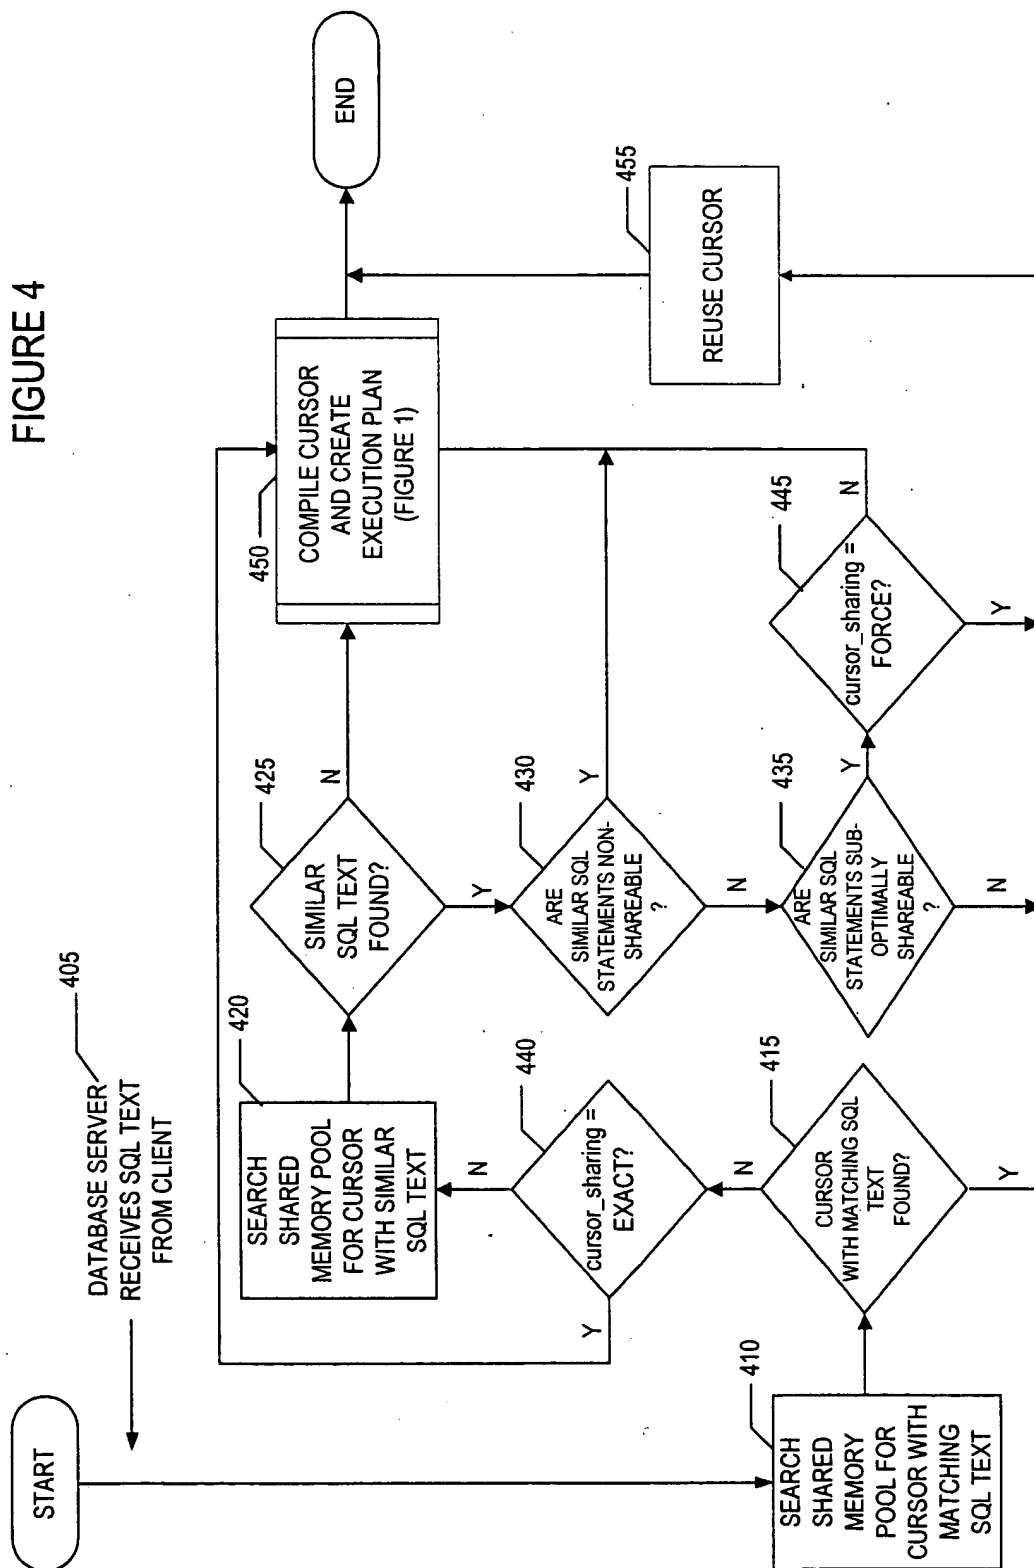 FIGURE 4
START
405
DATABASE SERVER
RECEIVES SQL TEXT
FROM CLIENT
410
SEARCH
SHARED
MEMORY
POOL FOR
CURSOR WITH
MATCHING
SQL TEXT
415
CURSOR
WITH MATCHING SQL
TEXT
FOUND?
Y
N
440
cursor_sharing =
EXACT?
Y
N
420
SEARCH
SHARED
MEMORY POOL
FOR CURSOR
WITH SIMILAR
SQL TEXT
425
SIMILAR
SQL TEXT
FOUND?
N
Y
430
ARE
SIMILAR SQL
STATEMENTS NON-
SHAREABLE
?
Y
N
435
ARE
SIMILAR SQL
STATEMENTS SUB-
OPTIMALLY
SHAREABLE
?
Y
N
445
cursor_sharing =
FORCE?
N
Y
450
COMPILE CURSOR
AND CREATE
EXECUTION PLAN
(FIGURE 1)
455
REUSE CURSOR
END